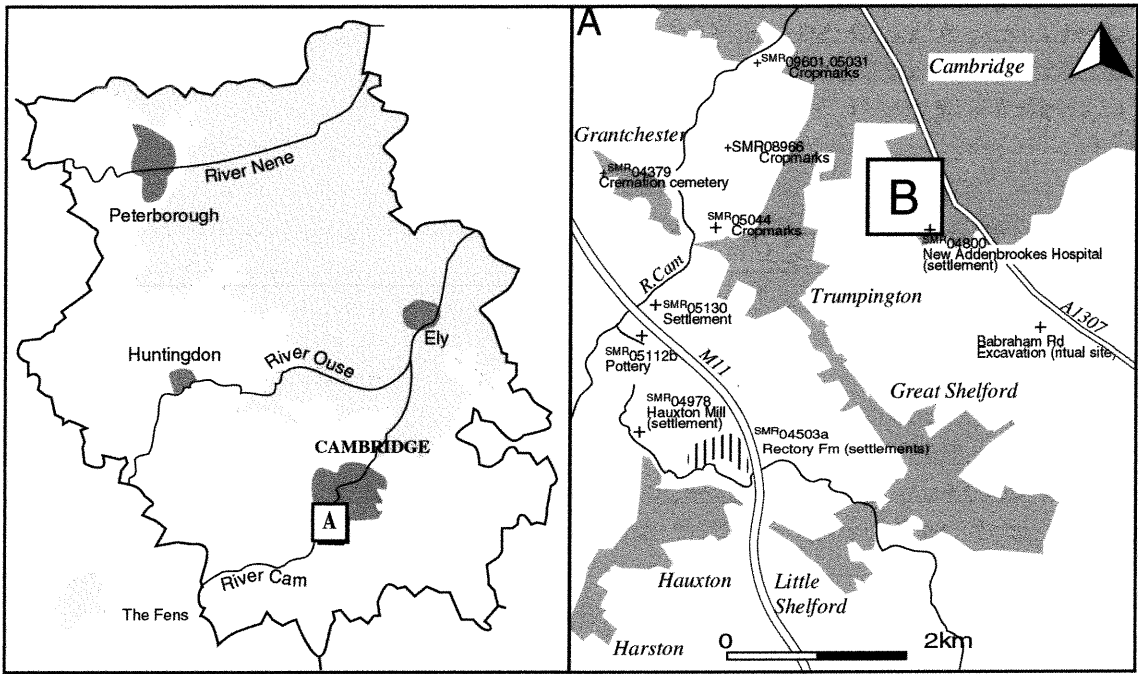 River Nene
Peterborough
Ely
Huntingdon
River Ouse
CAMBRIDGE
A
River Cam
The Fens
A
SMR09601,05031
Cropmarks
Cambridge
Grantchester
SMR08966
Cropmarks
SMR04379
Cremation cemetery
B
SMR05044
Cropmarks
SMR04800
New Addenbrookes Hospital
(settlement)
R.Cam
Trumpington
SMR05130
Settlement
A1307
Babraham Rd
Excavation (ritual site)
SMR05112b
Pottery
M11
Great Shelford
SMR04978
Hauxton Mill
(settlement)
SMR04503a
Rectory Fm (settlements)
Hauxton
Little
Shelford
Harston
0 2km